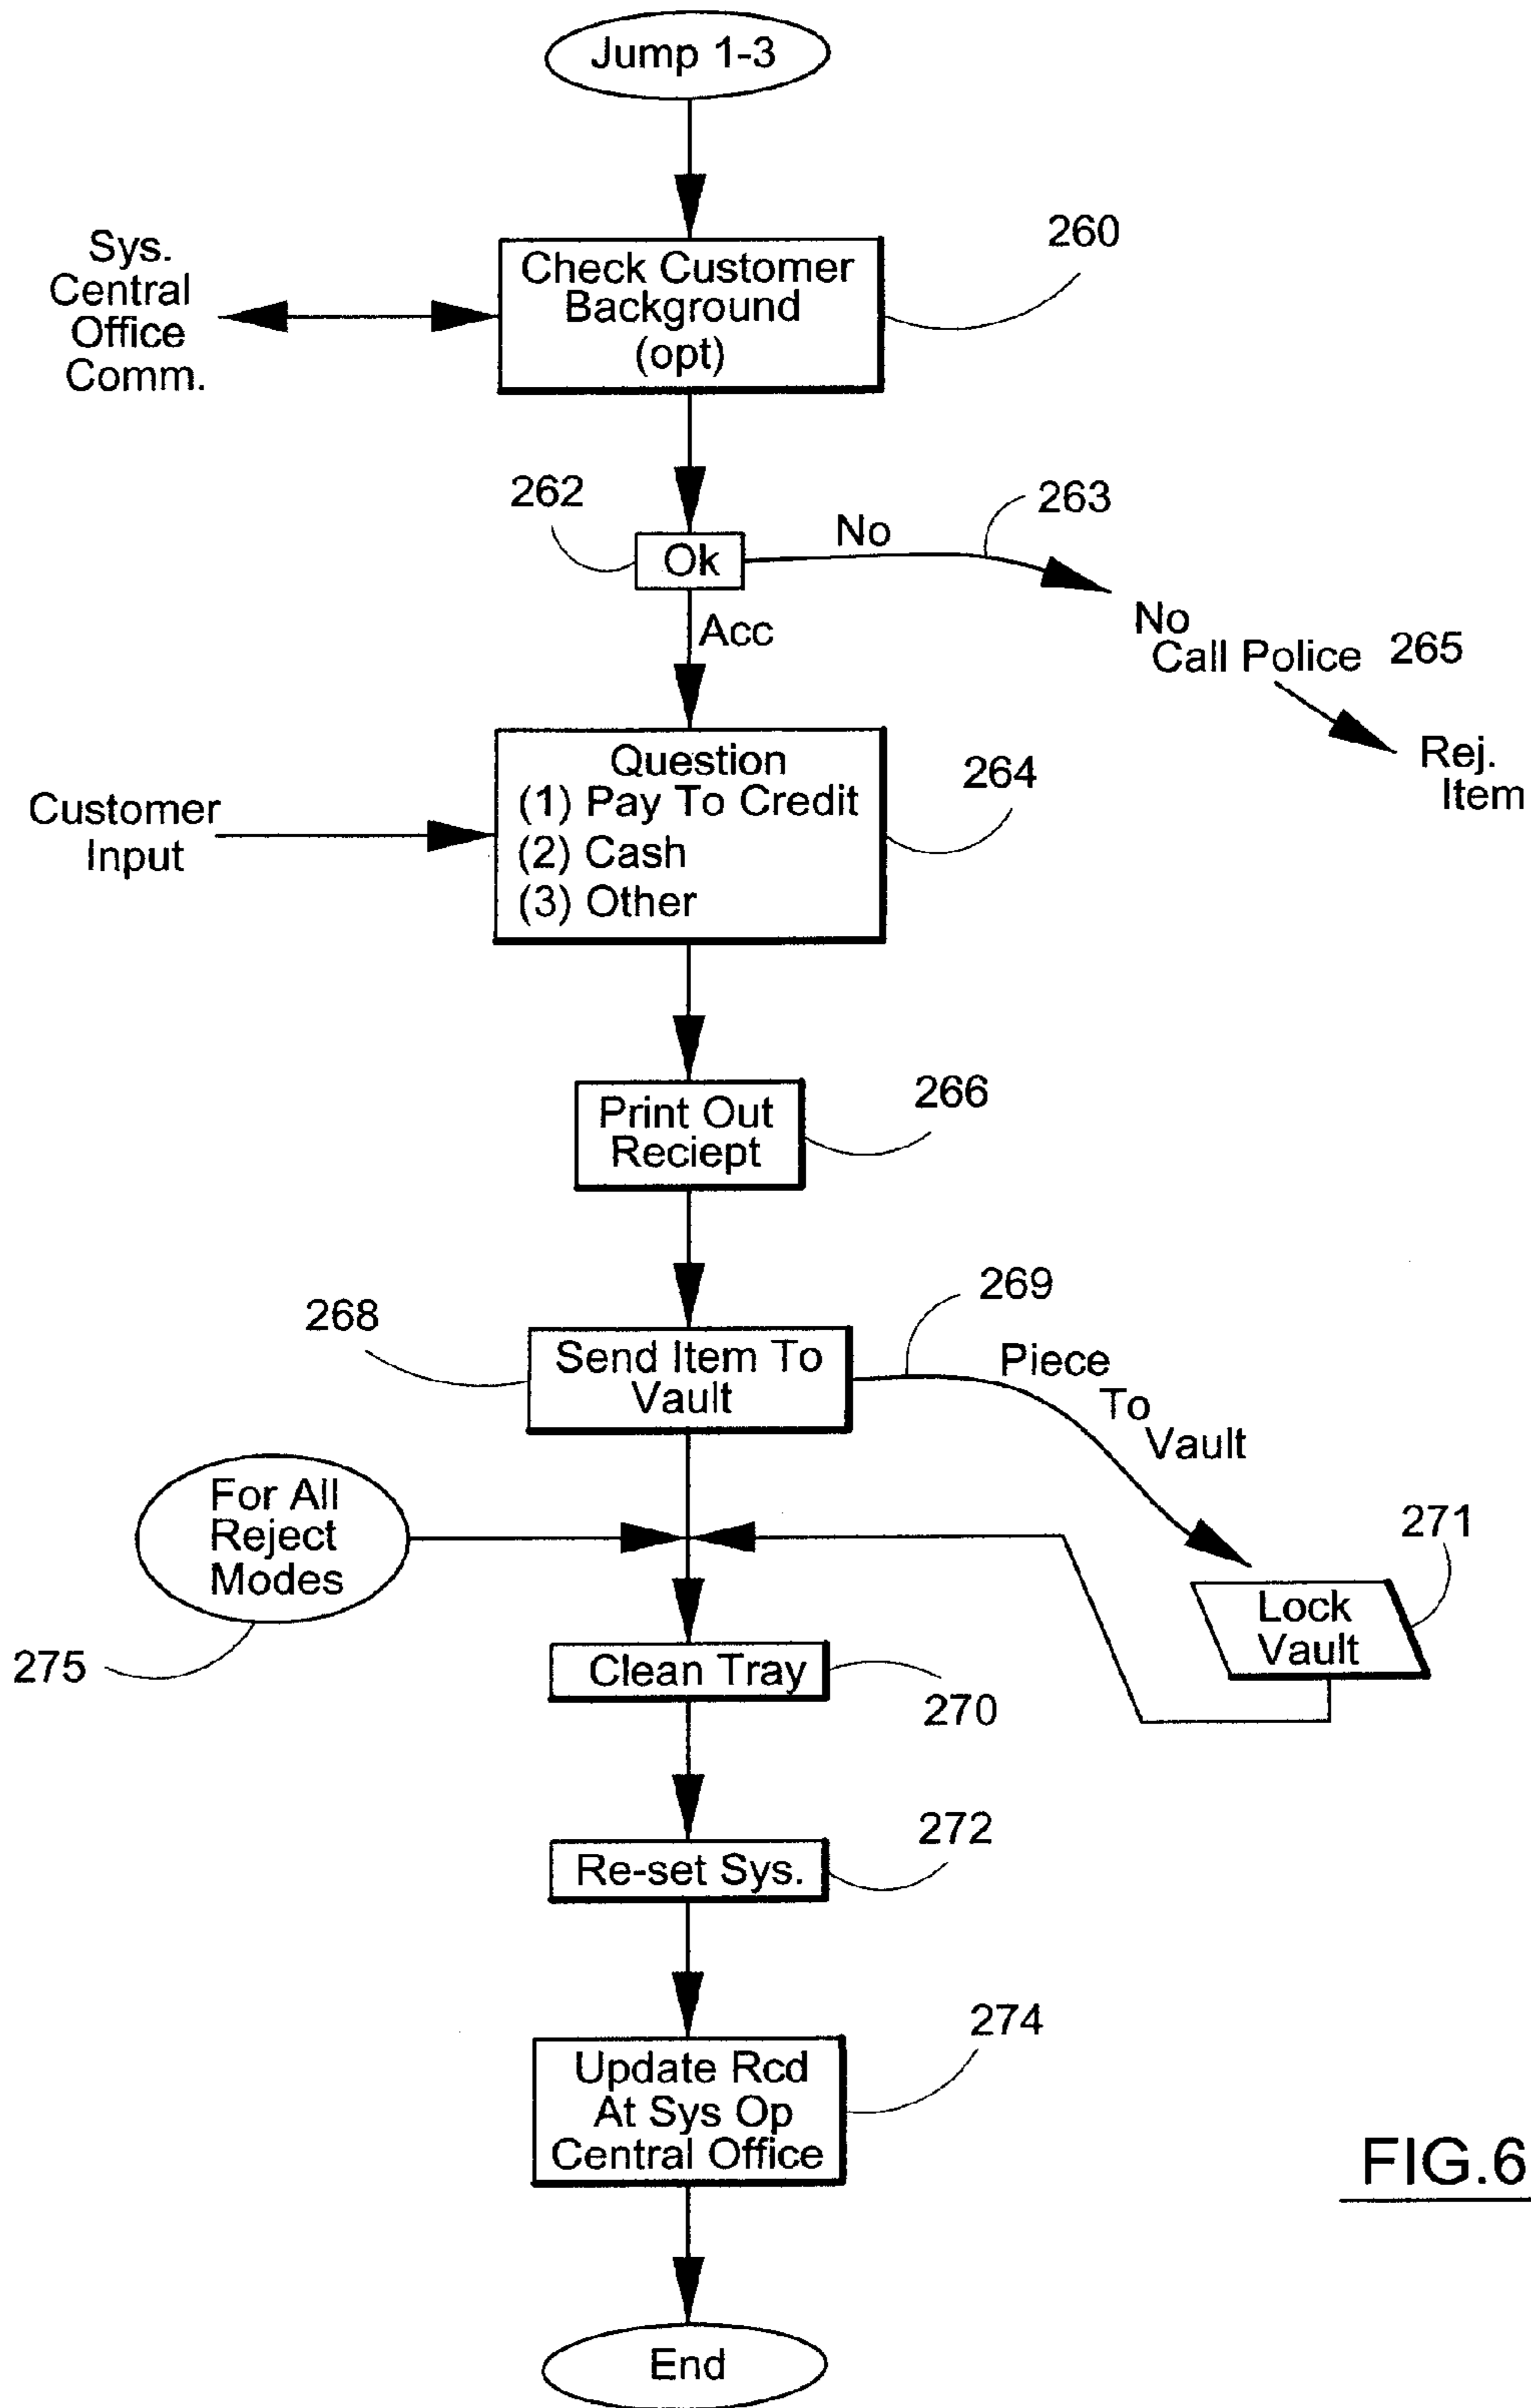 Jump 1-3
260
Sys.
Central
Office
Comm.
Check Customer
Background
(opt)
262
Ok
No
263
Acc
No
Call Police 265
Rej.
Item
Customer
Input
Question
(1) Pay To Credit
(2) Cash
(3) Other
264
Print Out
Reciept
266
268
Send Item To
Vault
269
Piece
To
Vault
For All
Reject
Modes
275
271
Lock
Vault
Clean Tray
270
Re-set Sys.
272
Update Rcd
At Sys Op
Central Office
274
End
FIG.6